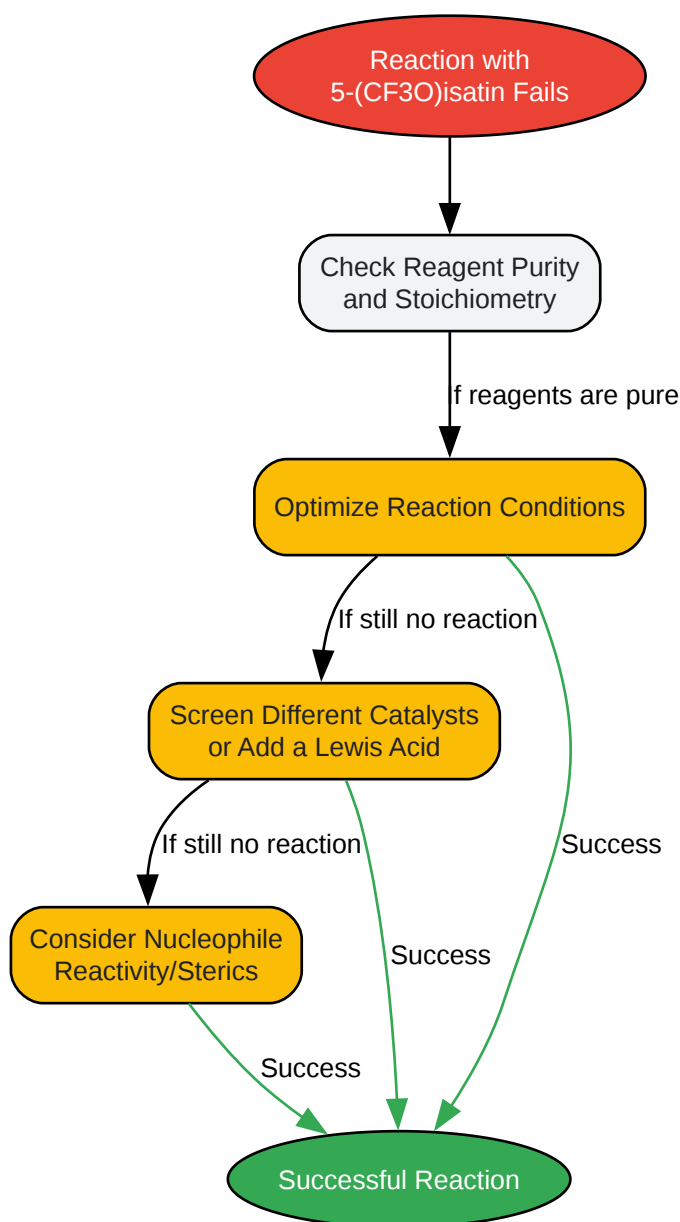 Reaction with
5-(CF3O)isatin Fails
Check Reagent Purity
and Stoichiometry
If reagents are pure
Optimize Reaction Conditions
If still no reaction
Screen Different Catalysts
or Add a Lewis Acid
If still no reaction
Success
Consider Nucleophile
Reactivity/Sterics
Success
Success
Successful Reaction